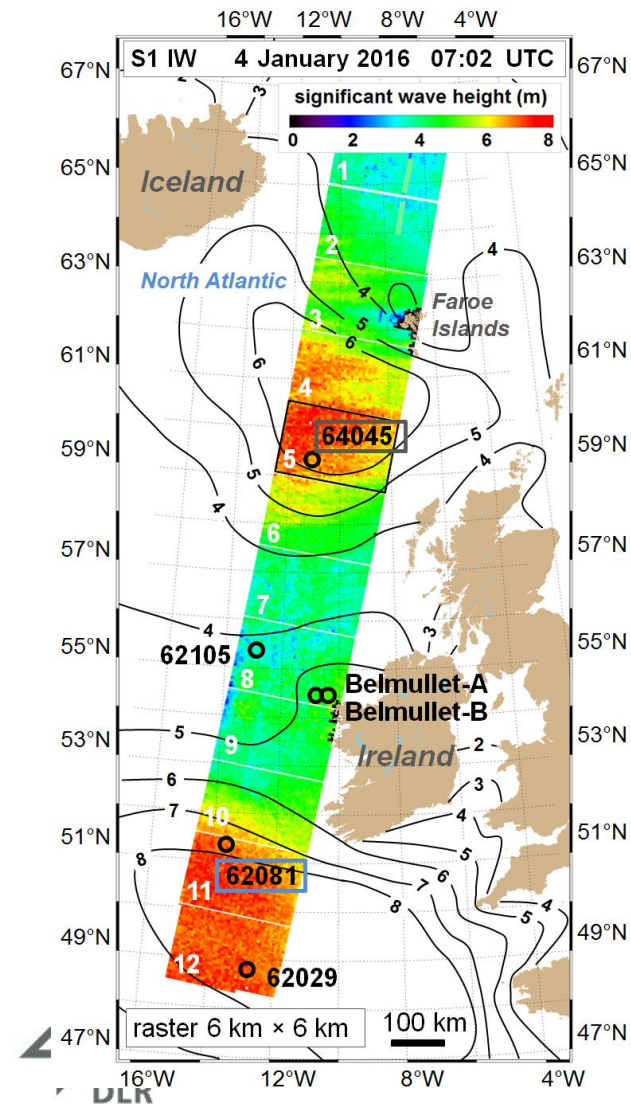 16°W 12°W 8°W 4°W
S1 IW 4 January 2016 07:02 UTC
significant wave height (m)
0 2 4 6 8
67°N 67°N
65°N 65°N
63°N 63°N
61°N 61°N
59°N 59°N
57°N 57°N
55°N 55°N
53°N 53°N
51°N 51°N
49°N 49°N
47°N 47°N
2
3
1
Iceland
2
4
North Atlantic
4
Faroe
Islands
3
5
6
6
4
64045
5
5
5
4
4
6
7
4
3
62105
8
Belmullet-A
Belmullet-B
5
9
Ireland
2
6
3
7
10
4
8
5
62081
6
7
4
11
8
5
12
62029
raster 6 km × 6 km
100 km
16°W 12°W 8°W 4°W
DLR